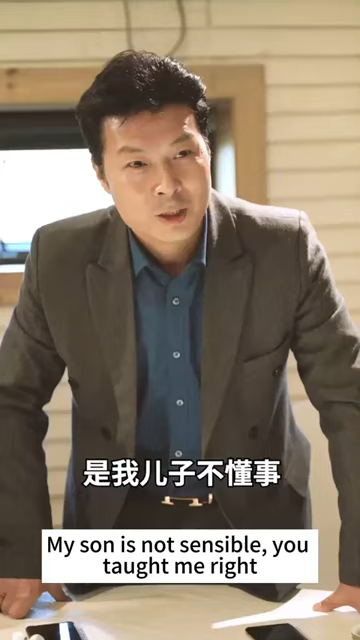 是我儿子不懂事
My son is not sensible, you
taught me right